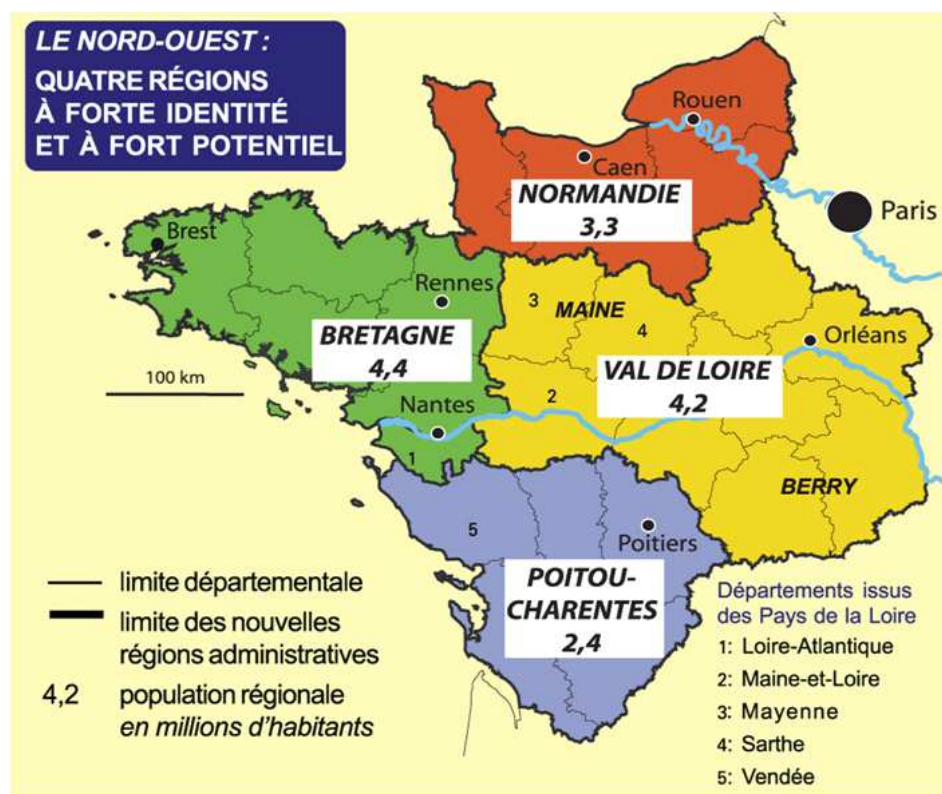 LE NORD-OUEST :
QUATRE RÉGIONS
À FORTE IDENTITÉ
ET À FORT POTENTIEL
Rouen
Caen
NORMANDIE
3,3
Paris
Brest
Rennes
3
MAINE
4
Orléans
BRETAGNE
4,4
VAL DE LOIRE
4,2
100 km
2
Nantes
1
BERRY
5
Poitiers
POITOU-
CHARENTES
2,4
limite départementale
limite des nouvelles
régions administratives
4,2 population régionale
en millions d'habitants
Départements issus
des Pays de la Loire
1: Loire-Atlantique
2: Maine-et-Loire
3: Mayenne
4: Sarthe
5: Vendée